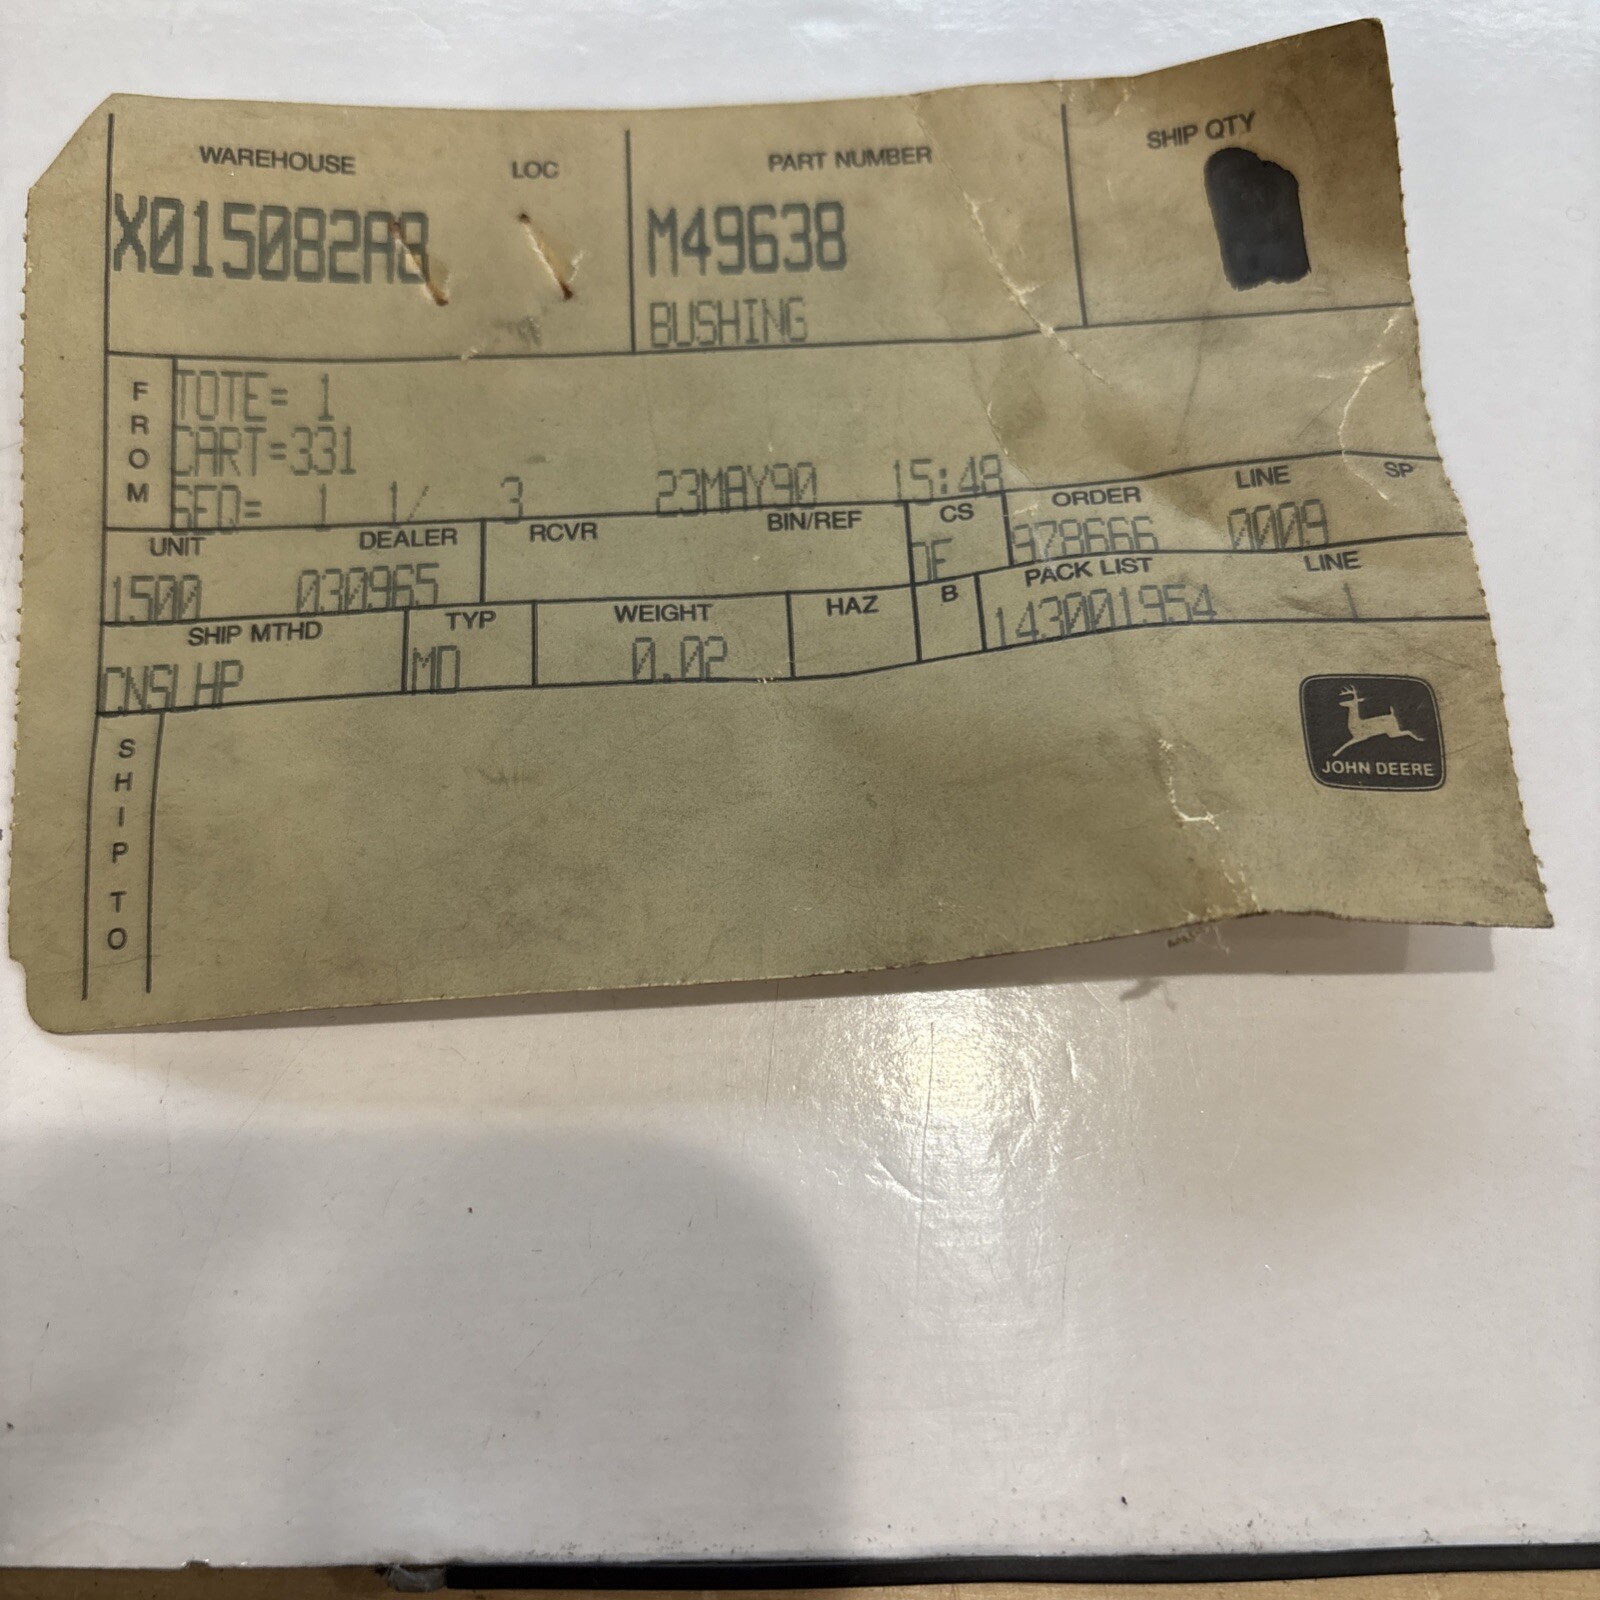 WAREHOUSE LOC PART NUMBER SHIP QTY
X015082A8 M49638
BUSHING
FROM
TOTE= 1
CART=331
SEQ= 1 1/ 3 23MAY90 15:48
UNIT DEALER RCVR BIN/REF CS ORDER LINE SP
1500 030965 978666 0009
SHIP MTHD TYP WEIGHT HAZ B PACK LIST LINE
CNSLHP MD 0.02 143001954 1
SHIP TO
JOHN DEERE